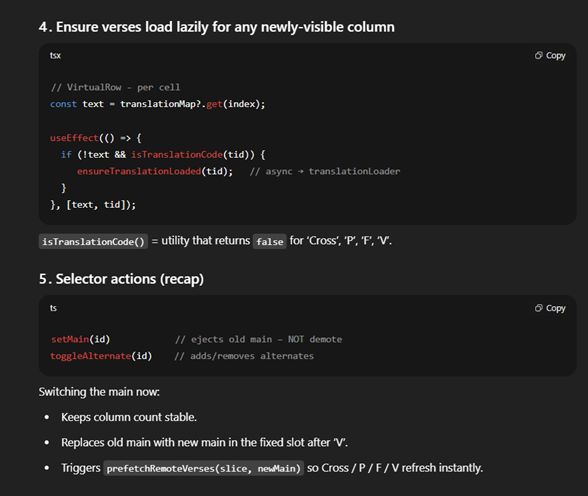 4. Ensure verses load lazily for any newly-visible column
tsx
Copy
// VirtualRow – per cell
const text = translationMap?.get(index);
useEffect(() => {
  if (!text && isTranslationCode(tid)) {
    ensureTranslationLoaded(tid);   // async → translationLoader
  }
}, [text, tid]);
isTranslationCode() = utility that returns false for ‘Cross’, ‘P’, ‘F’, ‘V’.
5. Selector actions (recap)
ts
Copy
setMain(id)          // ejects old main — NOT demote
toggleAlternate(id)    // adds/removes alternates
Switching the main now:
• Keeps column count stable.
• Replaces old main with new main in the fixed slot after ‘V’.
• Triggers prefetchRemoteVerses(slice, newMain) so Cross / P / F / V refresh instantly.